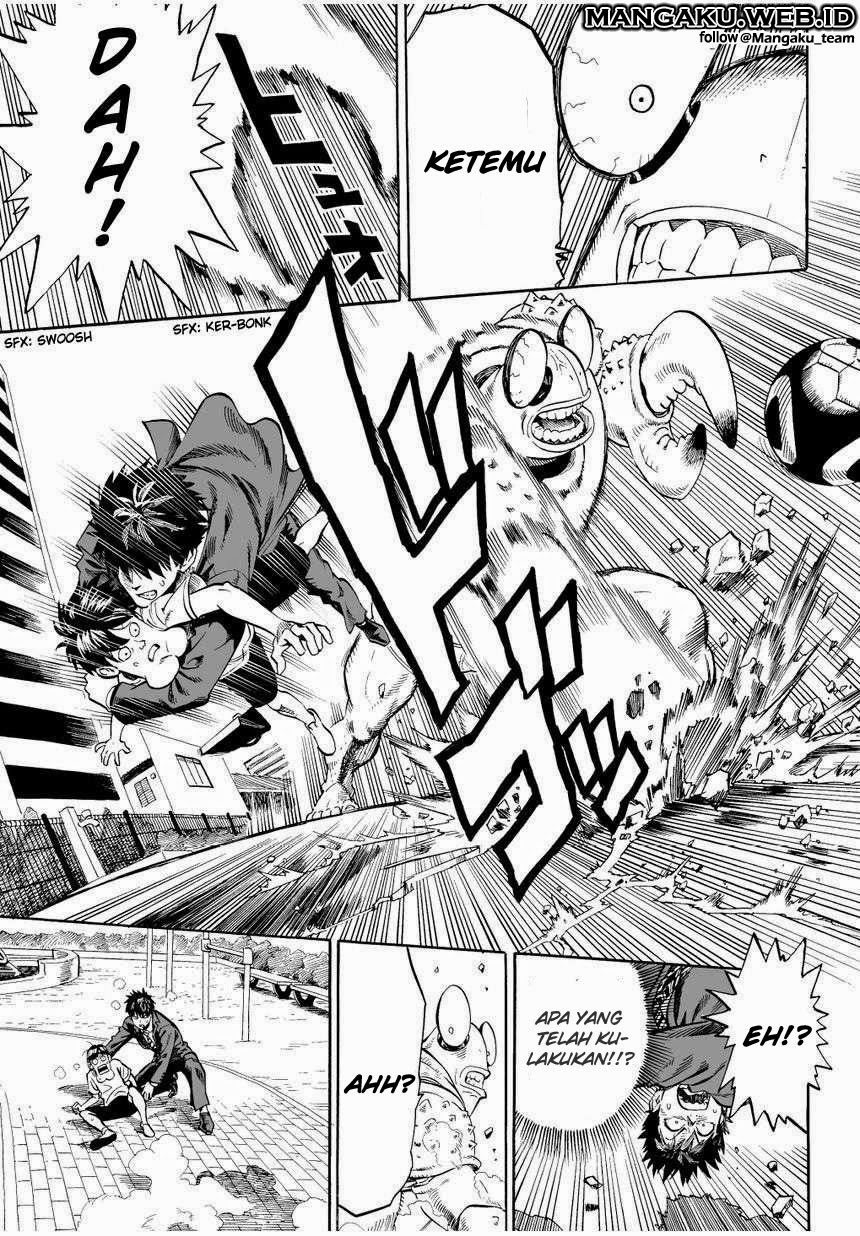 MANGAKU.WEB.ID
follow @Mangaku_team
KETEMU
DAH!
ヒュオ
SFX: SWOOSH
SFX: KER-BONK
ドゴッ
EH!?
APA YANG
TELAH KU-
LAKUKAN!!?
AHH?